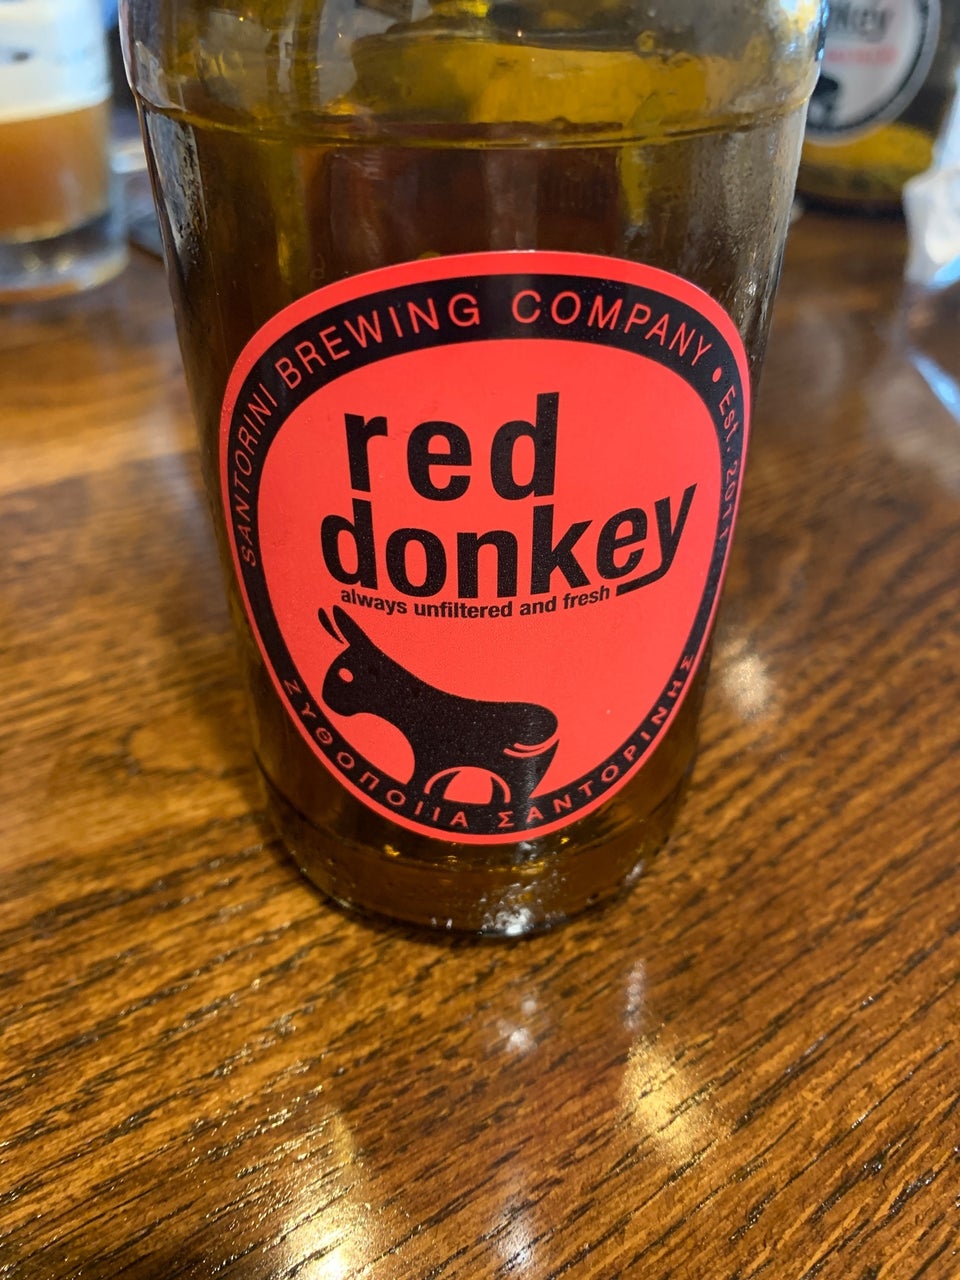 SANTORINI BREWING COMPANY • Est. 2011
red
donkey
always unfiltered and fresh
ΖΥΘΟΠΟΙΙΑ ΣΑΝΤΟΡΙΝΗΣ